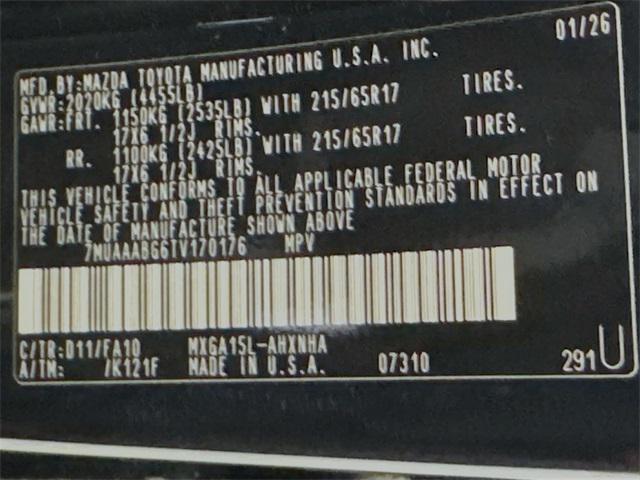 01/26
MFD.BY:MAZDA TOYOTA MANUFACTURING U.S.A. INC.
GVWR:2020KG (4455LB)
GAWR:FRT. 1150KG (2535LB) WITH 215/65R17 TIRES.
17X6 1/2J RIMS.
RR. 1100KG (2425LB) WITH 215/65R17 TIRES.
17X6 1/2J RIMS.
THIS VEHICLE CONFORMS TO ALL APPLICABLE FEDERAL MOTOR
VEHICLE SAFETY AND THEFT PREVENTION STANDARDS IN EFFECT ON
THE DATE OF MANUFACTURE SHOWN ABOVE
7MUAAABG6TV170176 MPV
C/TR:D11/FA10 MXGA15L-AHXNHA
A/TM: /K121F MADE IN U.S.A. 07310 291U